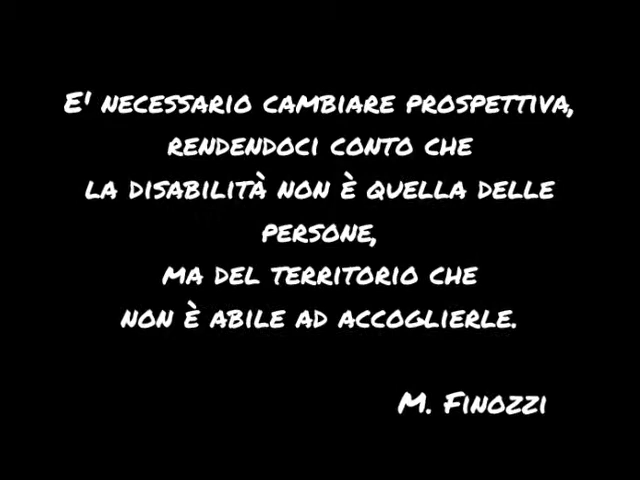 E' NECESSARIO CAMBIARE PROSPETTIVA,
RENDENDOCI CONTO CHE
LA DISABILITÀ NON È QUELLA DELLE
PERSONE,
MA DEL TERRITORIO CHE
NON È ABILE AD ACCOGLIERLE.
M. FINOZZI